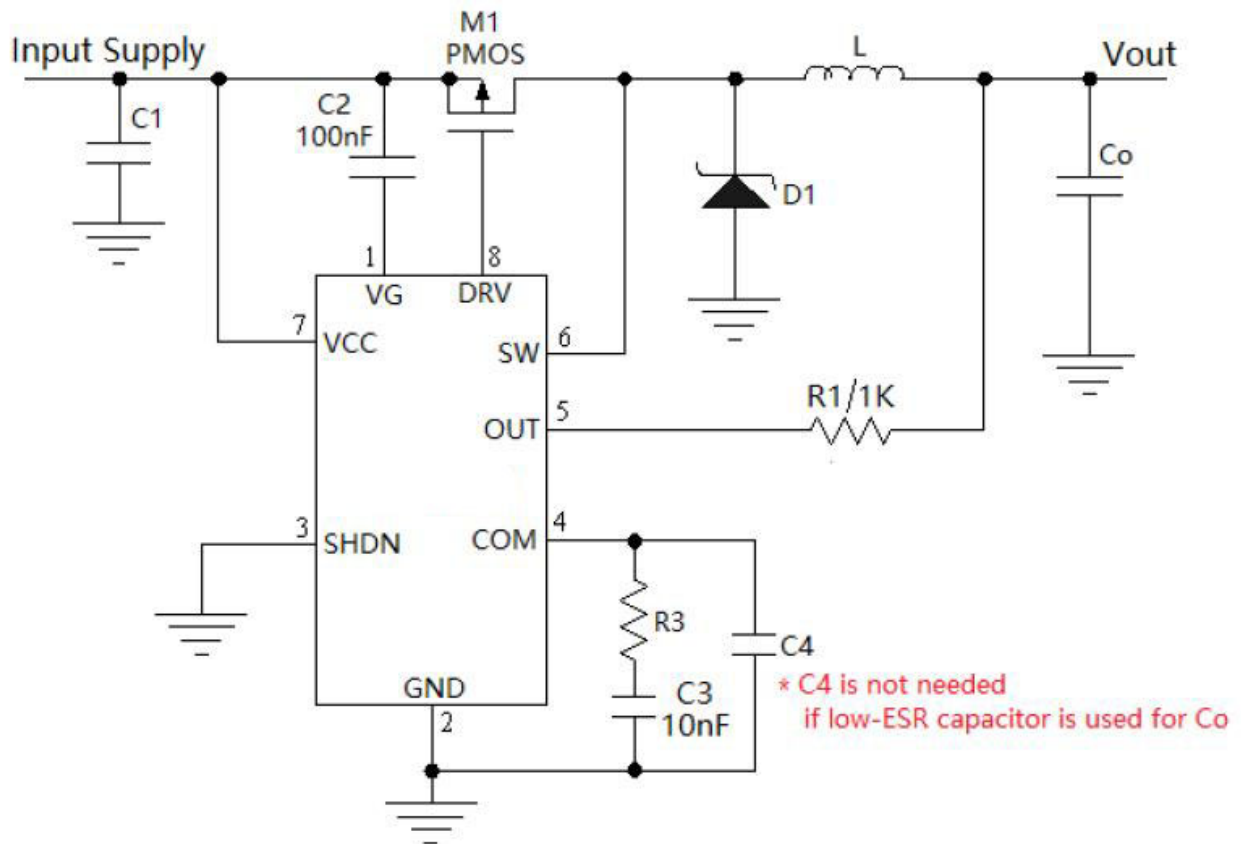 M1
PMOS
Input Supply
L
Vout
C1
C2
100nF
Co
D1
1
8
VG
DRV
7
VCC
6
SW
R1/1K
5
OUT
3
SHDN
4
COM
R3
C4
GND
2
C3
10nF
* C4 is not needed
if low-ESR capacitor is used for Co